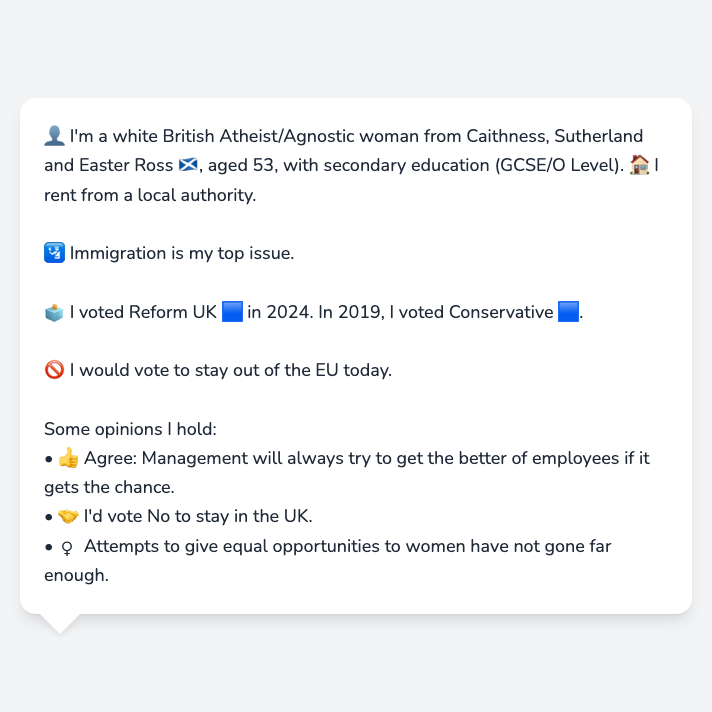 👤 I'm a white British Atheist/Agnostic woman from Caithness, Sutherland
and Easter Ross 🏴󠁧󠁢󠁳󠁣󠁴󠁿, aged 53, with secondary education (GCSE/O Level). 🏠 I
rent from a local authority.
🛂 Immigration is my top issue.
🗳️ I voted Reform UK 🟦 in 2024. In 2019, I voted Conservative 🟦.
🚫 I would vote to stay out of the EU today.
Some opinions I hold:
• 👍 Agree: Management will always try to get the better of employees if it
gets the chance.
• 🤝 I'd vote No to stay in the UK.
• ♀ Attempts to give equal opportunities to women have not gone far
enough.